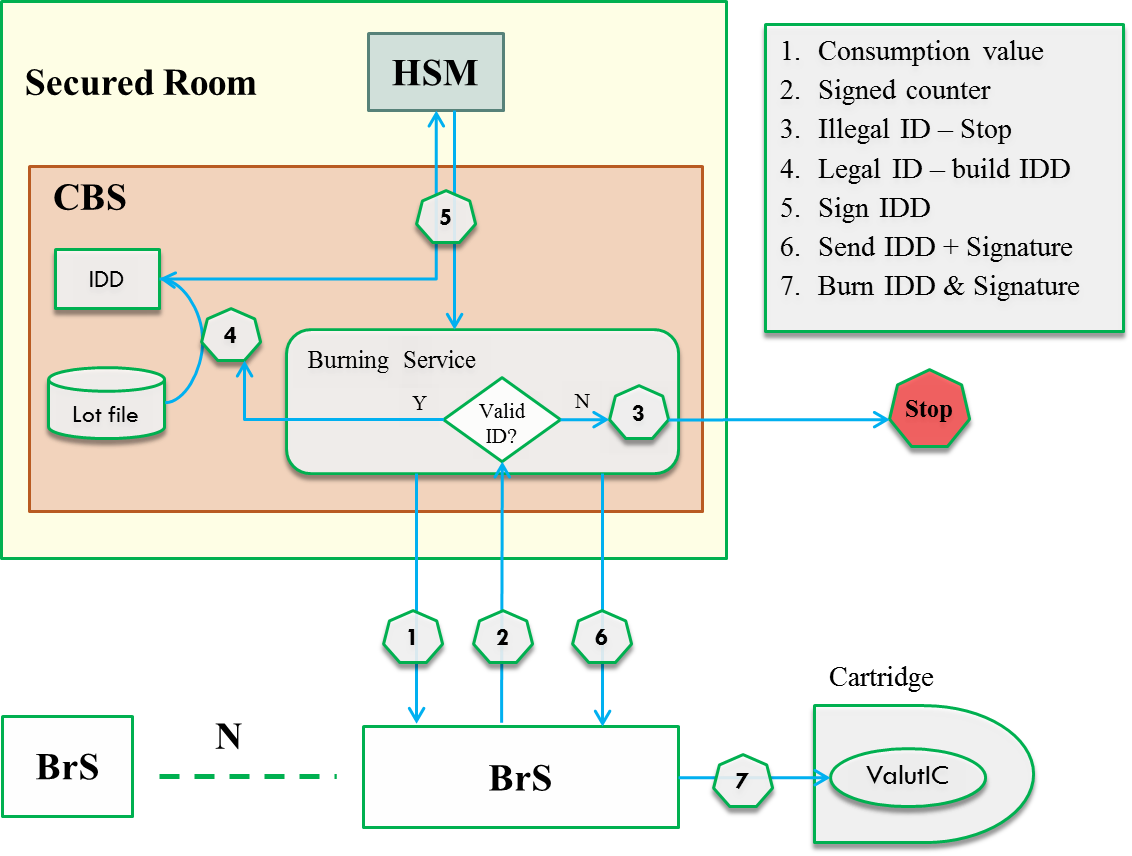 Secured Room
HSM
1. Consumption value
2. Signed counter
3. Illegal ID – Stop
4. Legal ID – build IDD
5. Sign IDD
6. Send IDD + Signature
7. Burn IDD & Signature
CBS
5
IDD
4
Burning Service
Lot file
Y
Valid
ID?
N
3
Stop
1
2
6
Cartridge
BrS
N
BrS
7
ValutIC